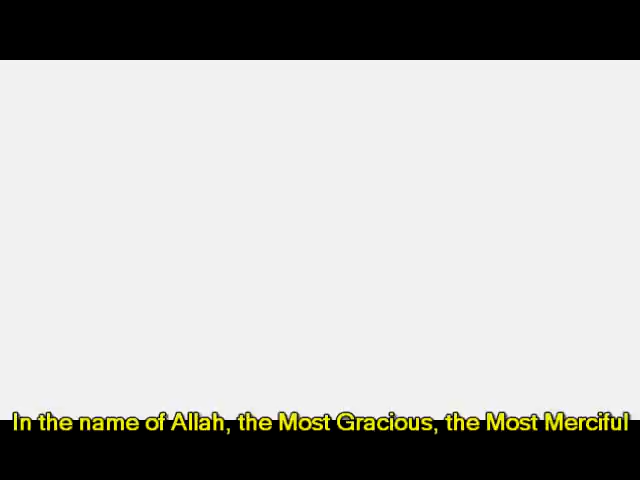 In the name of Allah, the Most Gracious, the Most Merciful